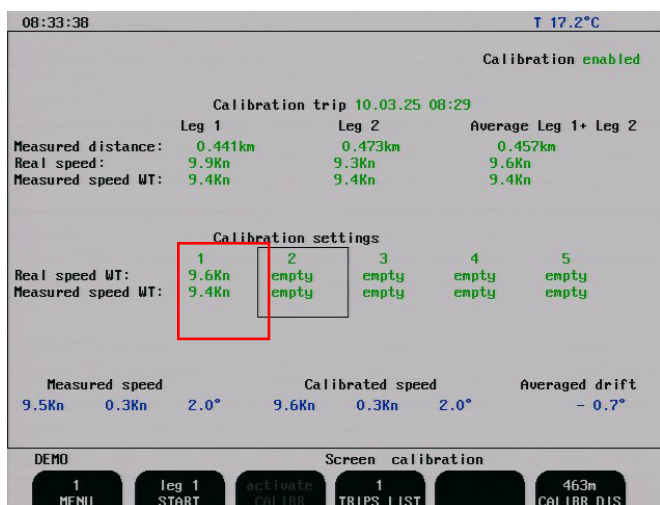 08:33:38 T 17.2°C
Calibration enabled
Calibration trip 10.03.25 08:29
Leg 1 Leg 2 Average Leg 1+ Leg 2
Measured distance: 0.441km 0.473km 0.457km
Real speed: 9.9Kn 9.3Kn 9.6Kn
Measured speed WT: 9.4Kn 9.4Kn 9.4Kn
Calibration settings
1 2 3 4 5
Real speed WT: 9.6Kn empty empty empty empty
Measured speed WT: 9.4Kn empty empty empty empty
Measured speed Calibrated speed Averaged drift
9.5Kn 0.3Kn 2.0° 9.6Kn 0.3Kn 2.0° - 0.7°
DEMO Screen calibration
1 leg 1 activate 1 463m
MENU START CALIBR TRIPS LIST CALIBR DIS